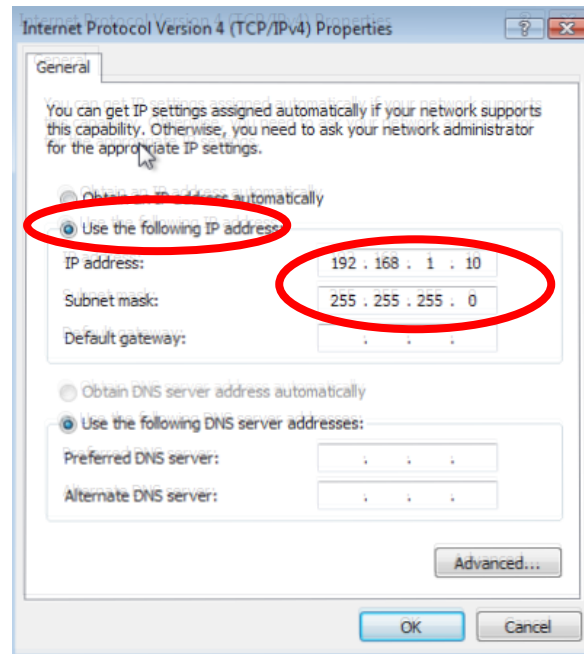 Internet Protocol Version 4 (TCP/IPv4) Properties
General
You can get IP settings assigned automatically if your network supports
this capability. Otherwise, you need to ask your network administrator
for the appropriate IP settings.
Obtain an IP address automatically
Use the following IP address:
IP address: 192 . 168 . 1 . 10
Subnet mask: 255 . 255 . 255 . 0
Default gateway: . . .
Obtain DNS server address automatically
Use the following DNS server addresses:
Preferred DNS server: . . .
Alternate DNS server: . . .
Advanced...
OK Cancel